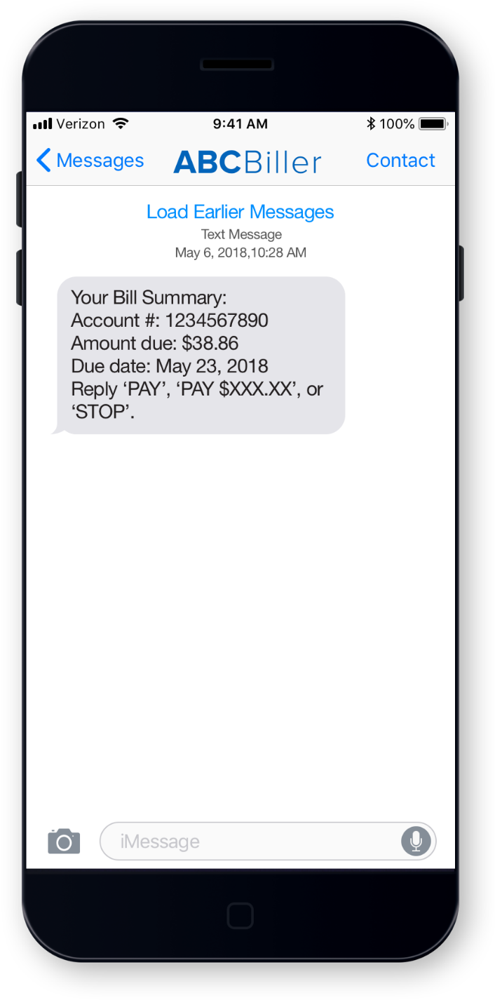 Verizon 9:41 AM 100%
Messages ABCBiller Contact
Load Earlier Messages
Text Message
May 6, 2018,10:28 AM
Your Bill Summary:
Account #: 1234567890
Amount due: $38.86
Due date: May 23, 2018
Reply ‘PAY’, ‘PAY $XXX.XX’, or
‘STOP’.
iMessage